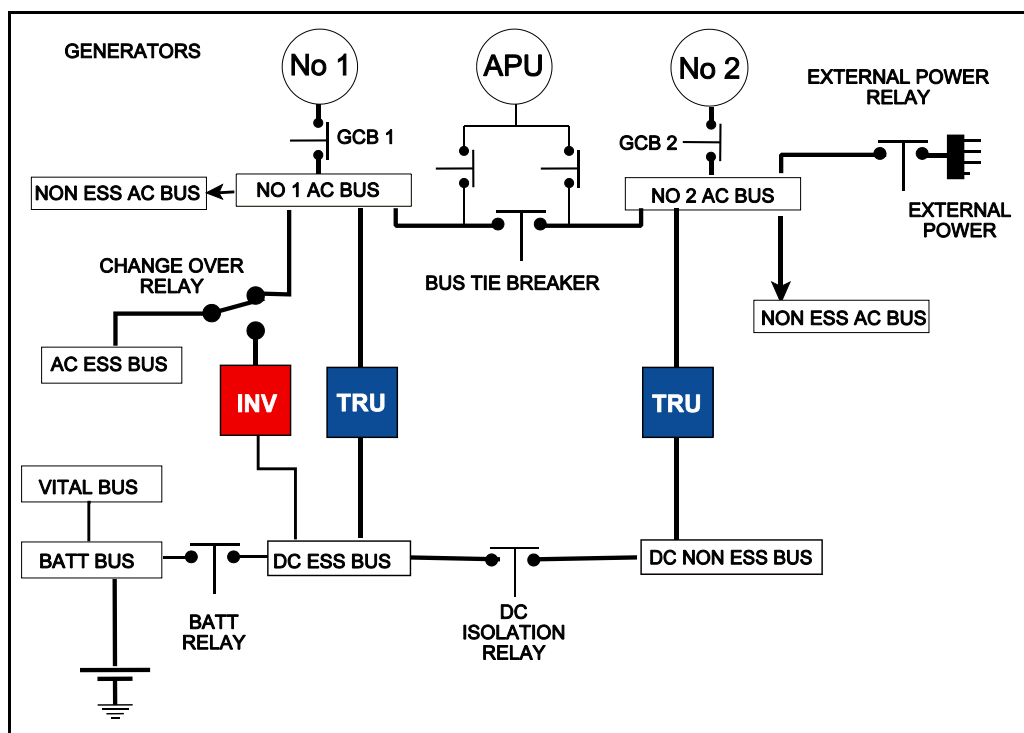 GENERATORS
No 1
APU
No 2
EXTERNAL POWER
RELAY
GCB 1
GCB 2
NON ESS AC BUS
NO 1 AC BUS
NO 2 AC BUS
EXTERNAL
POWER
CHANGE OVER
RELAY
BUS TIE BREAKER
NON ESS AC BUS
AC ESS BUS
INV
TRU
TRU
VITAL BUS
BATT BUS
DC ESS BUS
DC NON ESS BUS
BATT
RELAY
DC
ISOLATION
RELAY